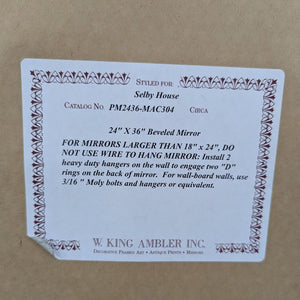 STYLED FOR:
Selby House
CATALOG NO. PM2436-MAC304 CIRCA
24" X 36" Beveled Mirror
FOR MIRRORS LARGER THAN 18" x 24", DO
NOT USE WIRE TO HANG MIRROR: Install 2
heavy duty hangers on the wall to engage two "D"
rings on the back of mirror. For wall-board walls, use
3/16 " Moly bolts and hangers or equivalent.
W. KING AMBLER INC.
DECORATIVE FRAMED ART • ANTIQUE PRINTS • MIRRORS